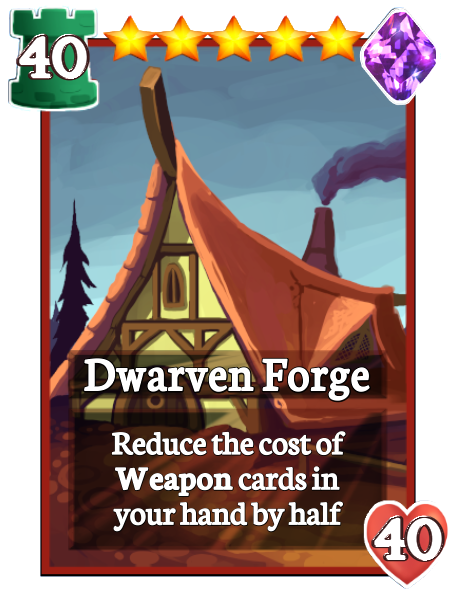 40
Dwarven Forge
Reduce the cost of
Weapon cards in
your hand by half
40